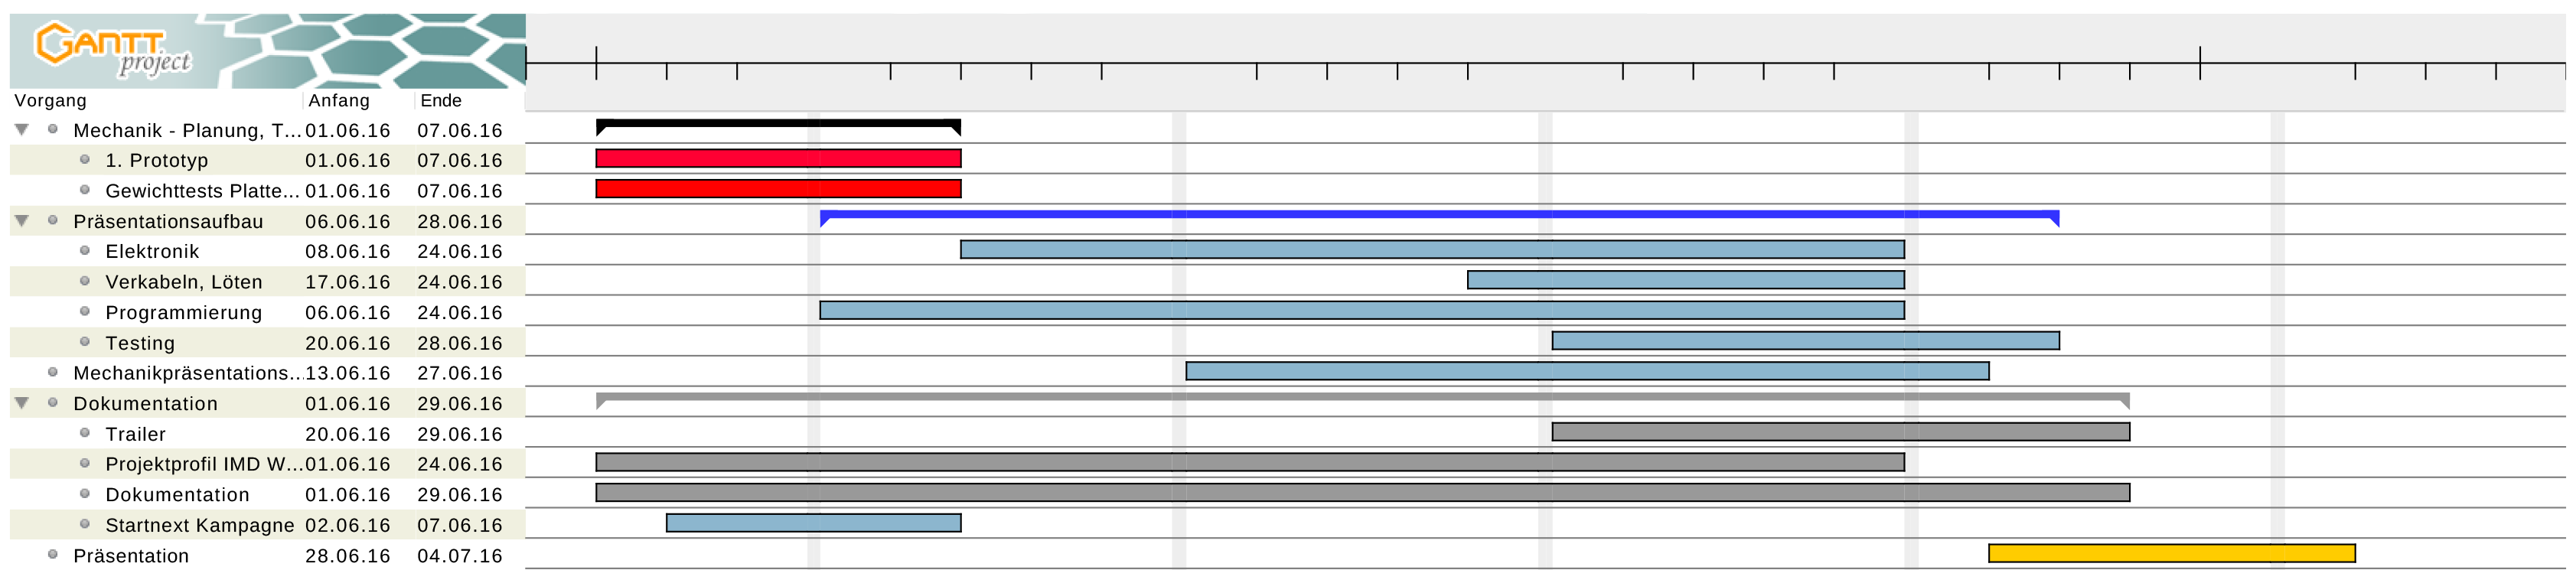 GANTT
project
Vorgang Anfang Ende
Mechanik - Planung, T... 01.06.16 07.06.16
1. Prototyp 01.06.16 07.06.16
Gewichttests Platte... 01.06.16 07.06.16
Präsentationsaufbau 06.06.16 28.06.16
Elektronik 08.06.16 24.06.16
Verkabeln, Löten 17.06.16 24.06.16
Programmierung 06.06.16 24.06.16
Testing 20.06.16 28.06.16
Mechanikpräsentations... 13.06.16 27.06.16
Dokumentation 01.06.16 29.06.16
Trailer 20.06.16 29.06.16
Projektprofil IMD W... 01.06.16 24.06.16
Dokumentation 01.06.16 29.06.16
Startnext Kampagne 02.06.16 07.06.16
Präsentation 28.06.16 04.07.16